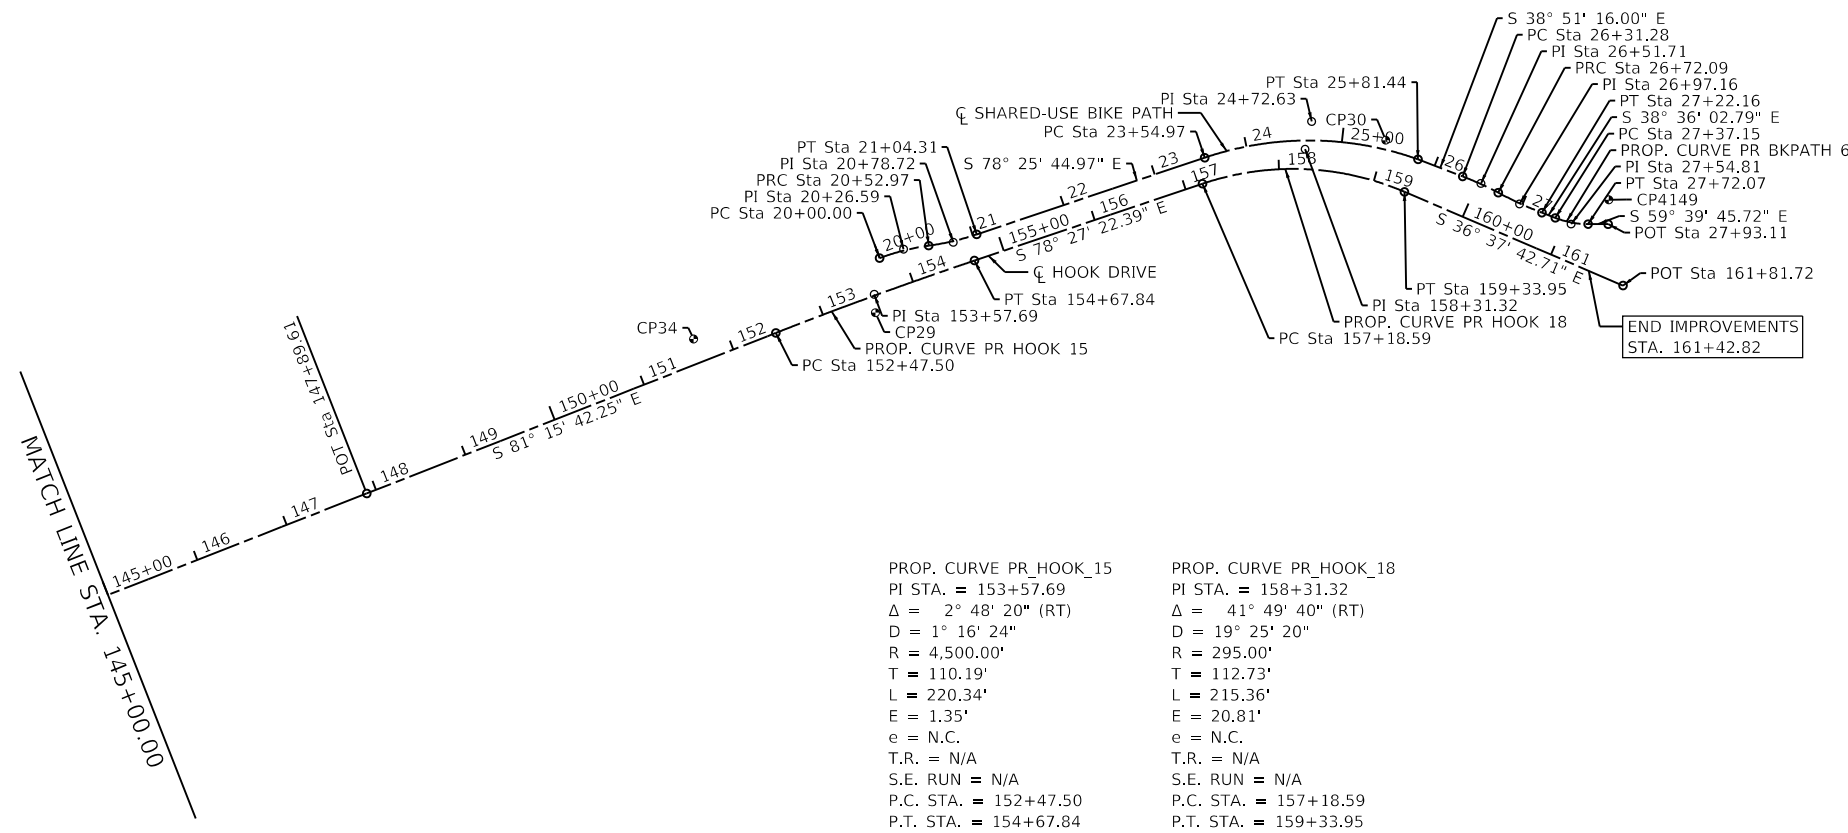 S 38° 51' 16.00" E
PC Sta 26+31.28
PI Sta 26+51.71
PRC Sta 26+72.09
PI Sta 26+97.16
PT Sta 27+22.16
S 38° 36' 02.79" E
PC Sta 27+37.15
PROP. CURVE PR BKPATH 6
PI Sta 27+54.81
PT Sta 27+72.07
CP4149
S 59° 39' 45.72" E
POT Sta 27+93.11
PT Sta 25+81.44
PI Sta 24+72.63
CP30
℄ SHARED-USE BIKE PATH
PC Sta 23+54.97
PT Sta 21+04.31
PI Sta 20+78.72
PRC Sta 20+52.97
PI Sta 20+26.59
PC Sta 20+00.00
S 78° 25' 44.97" E
20+00
21
22
23
24
25+00
26
27
145+00
146
147
148
149
150+00
151
152
153
154
155+00
156
157
158
159
160+00
161
S 81° 15' 42.25" E
S 78° 27' 22.39" E
S 36° 37' 42.71" E
℄ HOOK DRIVE
PT Sta 154+67.84
PI Sta 153+57.69
CP29
PROP. CURVE PR HOOK 15
PC Sta 152+47.50
CP34
POT Sta 147+89.61
MATCH LINE STA. 145+00.00
PT Sta 159+33.95
PI Sta 158+31.32
PROP. CURVE PR HOOK 18
PC Sta 157+18.59
POT Sta 161+81.72
END IMPROVEMENTS
STA. 161+42.82
PROP. CURVE PR_HOOK_15
PI STA. = 153+57.69
Δ = 2° 48' 20" (RT)
D = 1° 16' 24"
R = 4,500.00'
T = 110.19'
L = 220.34'
E = 1.35'
e = N.C.
T.R. = N/A
S.E. RUN = N/A
P.C. STA. = 152+47.50
P.T. STA. = 154+67.84
PROP. CURVE PR_HOOK_18
PI STA. = 158+31.32
Δ = 41° 49' 40" (RT)
D = 19° 25' 20"
R = 295.00'
T = 112.73'
L = 215.36'
E = 20.81'
e = N.C.
T.R. = N/A
S.E. RUN = N/A
P.C. STA. = 157+18.59
P.T. STA. = 159+33.95